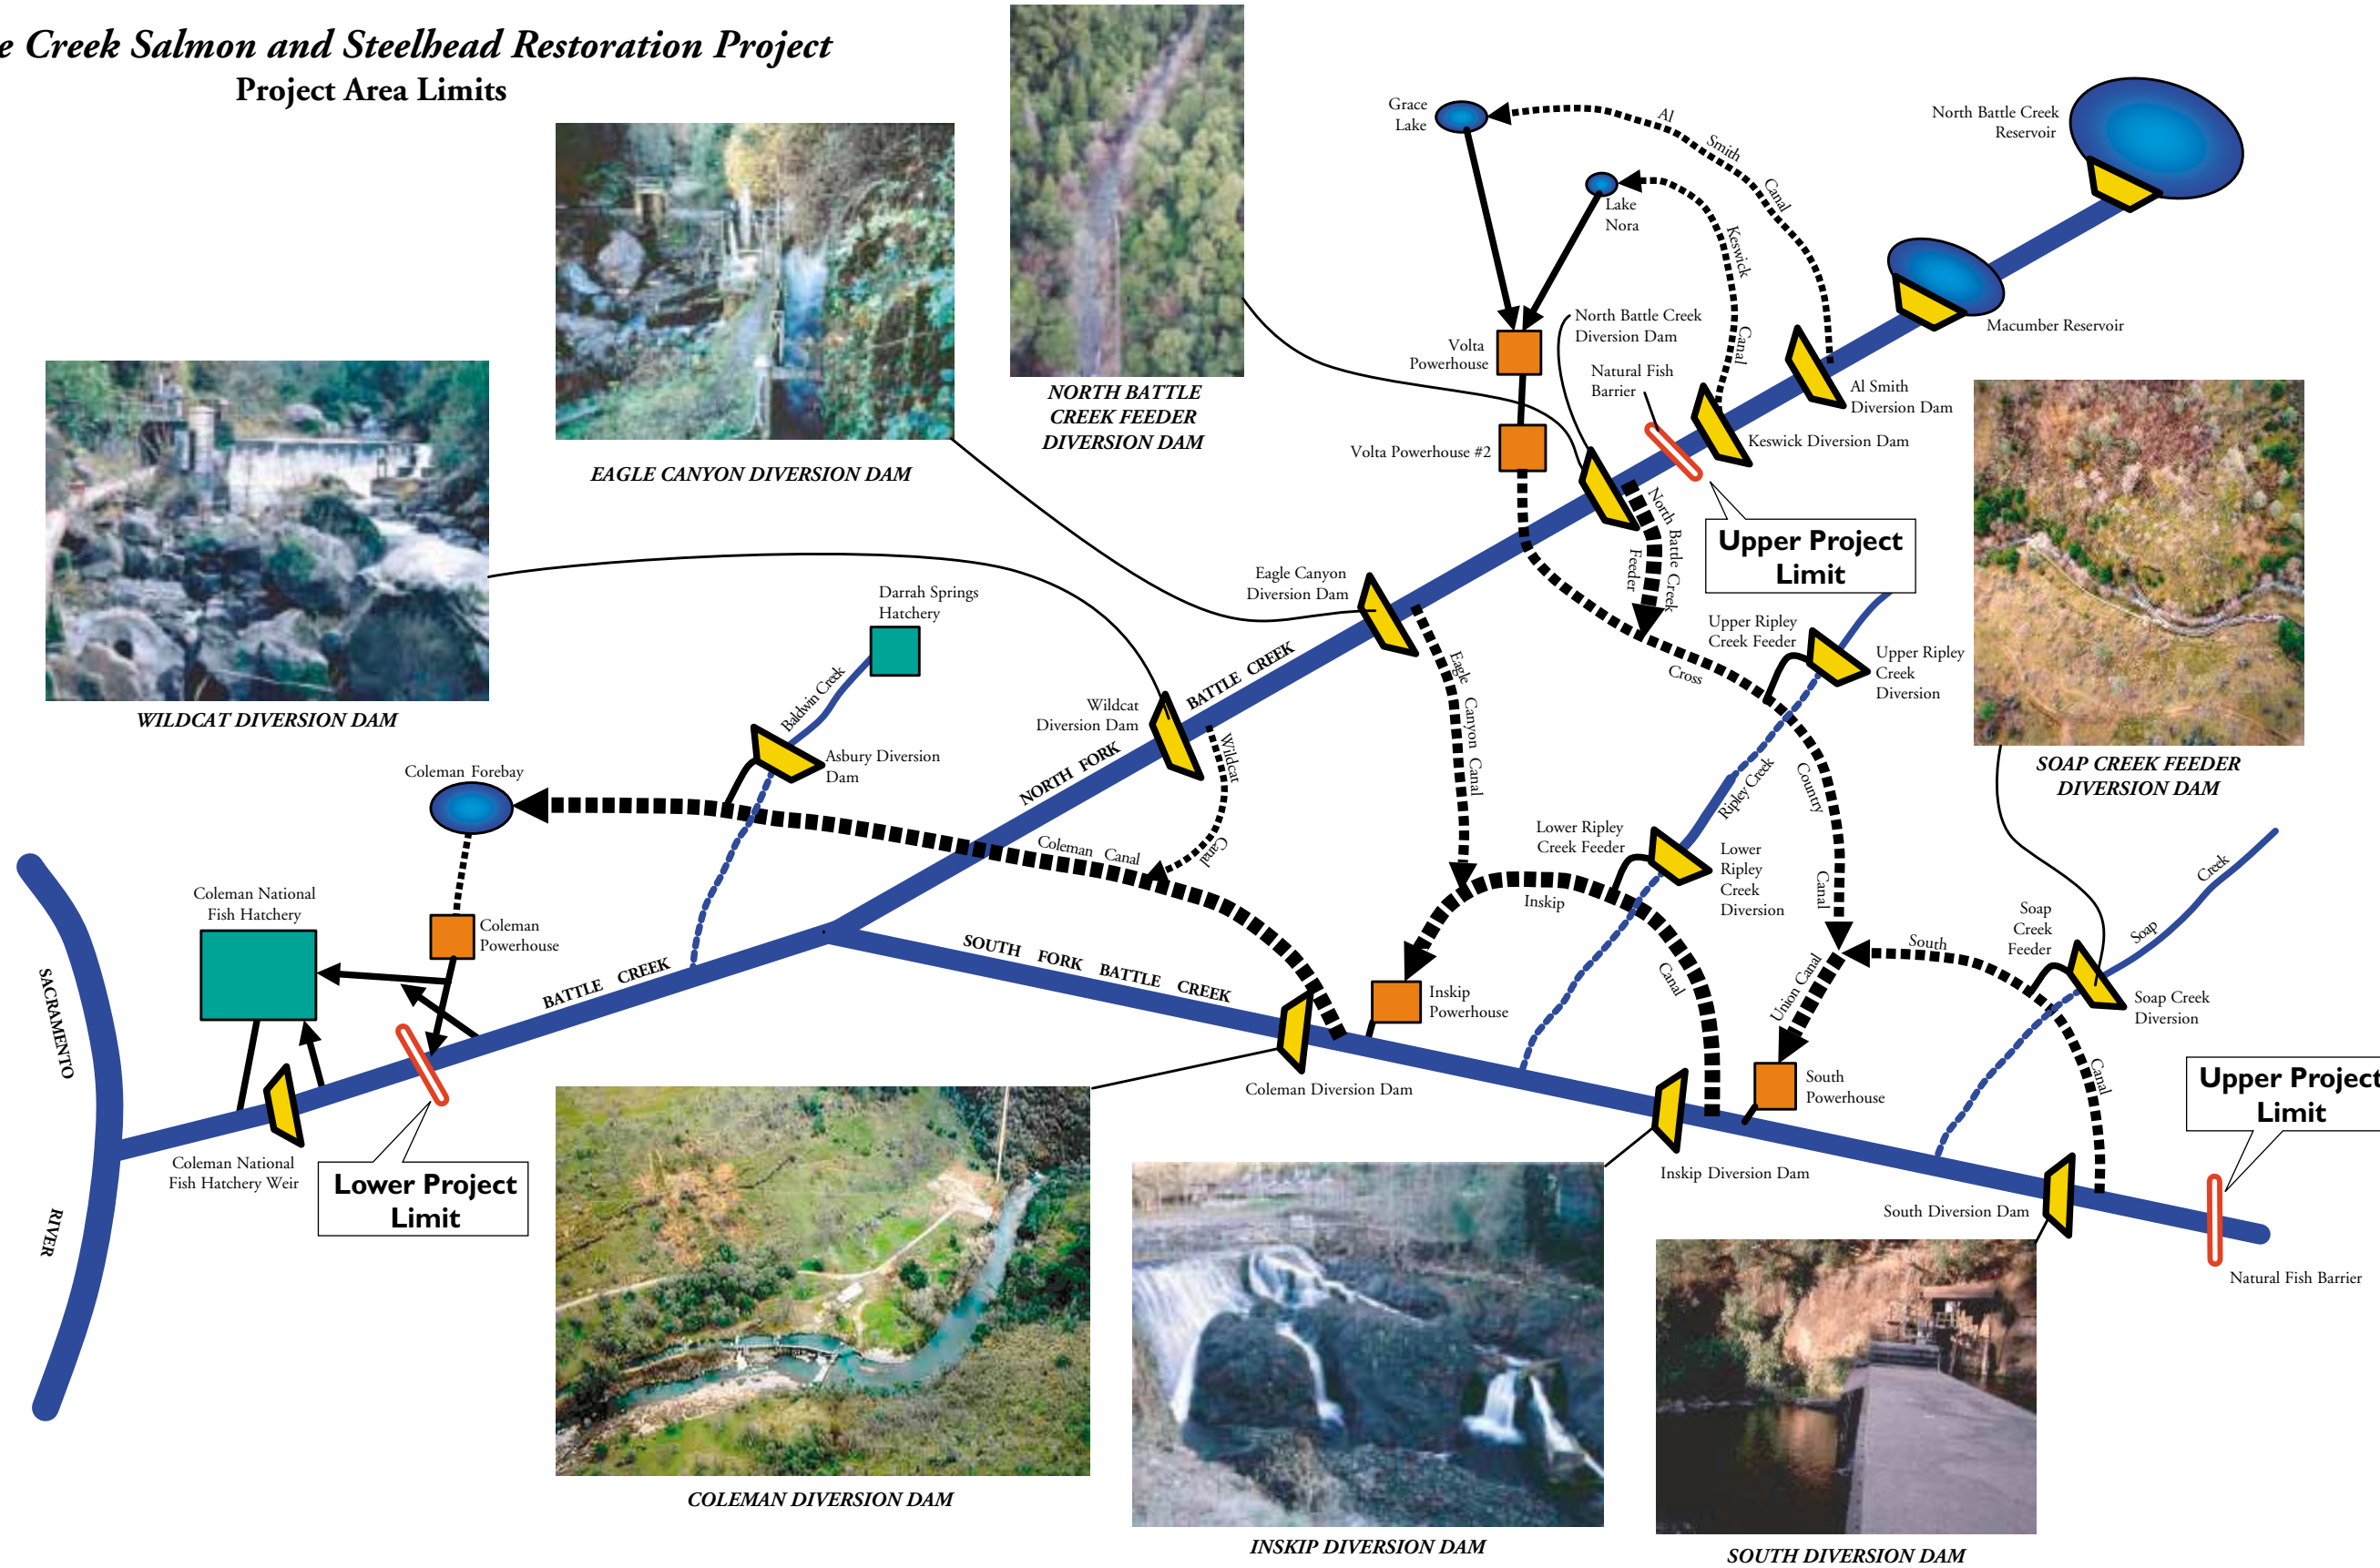 e Creek Salmon and Steelhead Restoration Project
Project Area Limits
NORTH BATTLE
CREEK FEEDER
DIVERSION DAM
EAGLE CANYON DIVERSION DAM
WILDCAT DIVERSION DAM
Grace
Lake
Al
Smith
Canal
North Battle Creek
Reservoir
Lake
Nora
Keswick
Canal
Macumber Reservoir
North Battle Creek
Diversion Dam
Volta
Powerhouse
Natural Fish
Barrier
Al Smith
Diversion Dam
Keswick Diversion Dam
Volta Powerhouse #2
North Battle Creek
Feeder
Upper Project
Limit
Eagle Canyon
Diversion Dam
Darrah Springs
Hatchery
Baldwin Creek
Upper Ripley
Creek Feeder
Upper Ripley
Creek
Diversion
Cross
Country
Canal
Eagle Canyon Canal
Wildcat
Diversion Dam
Wildcat
Canal
NORTH FORK
BATTLE CREEK
Asbury Diversion
Dam
Coleman Forebay
Coleman Canal
Ripley Creek
Lower Ripley
Creek Feeder
Lower
Ripley
Creek
Diversion
Inskip
Canal
SOAP CREEK FEEDER
DIVERSION DAM
Soap
Creek
Soap
Creek
Feeder
South
Canal
Soap Creek
Diversion
Union Canal
Coleman National
Fish Hatchery
Coleman
Powerhouse
SOUTH FORK BATTLE CREEK
BATTLE CREEK
SACRAMENTO
RIVER
Inskip
Powerhouse
South
Powerhouse
Coleman Diversion Dam
Inskip Diversion Dam
South Diversion Dam
Upper Project
Limit
Natural Fish Barrier
Coleman National
Fish Hatchery Weir
Lower Project
Limit
COLEMAN DIVERSION DAM
INSKIP DIVERSION DAM
SOUTH DIVERSION DAM